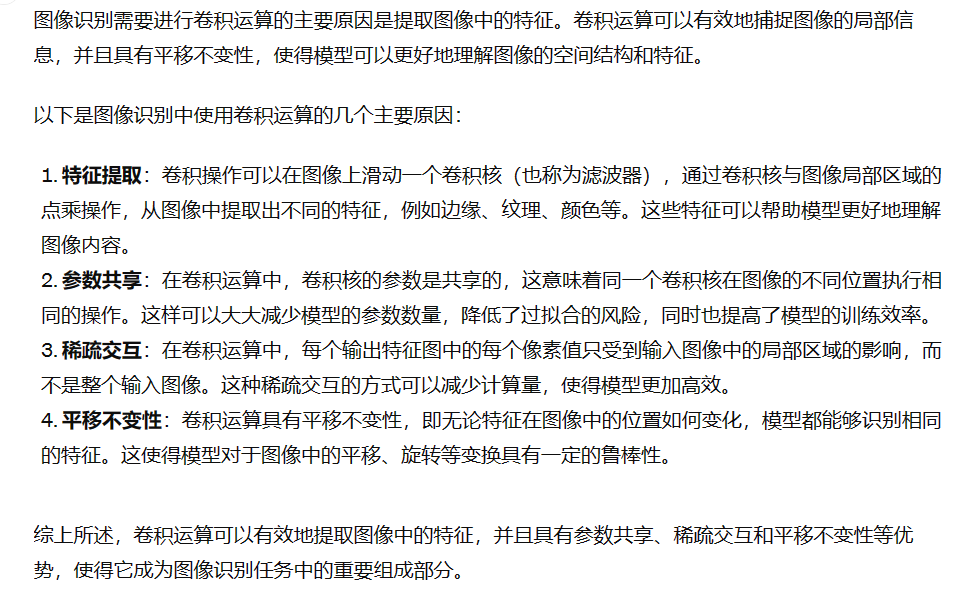 图像识别需要进行卷积运算的主要原因是提取图像中的特征。卷积运算可以有效地捕捉图像的局部信
息，并且具有平移不变性，使得模型可以更好地理解图像的空间结构和特征。
以下是图像识别中使用卷积运算的几个主要原因：
1. 特征提取：卷积操作可以在图像上滑动一个卷积核（也称为滤波器），通过卷积核与图像局部区域的
点乘操作，从图像中提取出不同的特征，例如边缘、纹理、颜色等。这些特征可以帮助模型更好地理解
图像内容。
2. 参数共享：在卷积运算中，卷积核的参数是共享的，这意味着同一个卷积核在图像的不同位置执行相
同的操作。这样可以大大减少模型的参数数量，降低了过拟合的风险，同时也提高了模型的训练效率。
3. 稀疏交互：在卷积运算中，每个输出特征图中的每个像素值只受到输入图像中的局部区域的影响，而
不是整个输入图像。这种稀疏交互的方式可以减少计算量，使得模型更加高效。
4. 平移不变性：卷积运算具有平移不变性，即无论特征在图像中的位置如何变化，模型都能够识别相同
的特征。这使得模型对于图像中的平移、旋转等变换具有一定的鲁棒性。
综上所述，卷积运算可以有效地提取图像中的特征，并且具有参数共享、稀疏交互和平移不变性等优
势，使得它成为图像识别任务中的重要组成部分。